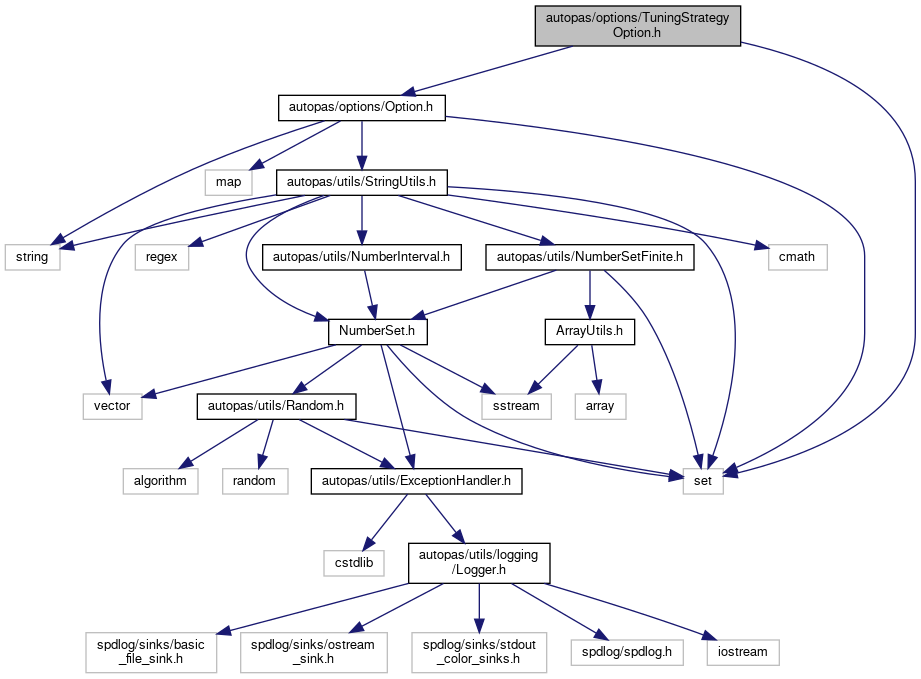 autopas/options/TuningStrategy
Option.h
autopas/options/Option.h
map
autopas/utils/StringUtils.h
string
regex
autopas/utils/NumberInterval.h
autopas/utils/NumberSetFinite.h
cmath
NumberSet.h
ArrayUtils.h
vector
autopas/utils/Random.h
sstream
array
algorithm
random
autopas/utils/ExceptionHandler.h
set
cstdlib
autopas/utils/logging
/Logger.h
spdlog/sinks/basic
_file_sink.h
spdlog/sinks/ostream
_sink.h
spdlog/sinks/stdout
_color_sinks.h
spdlog/spdlog.h
iostream